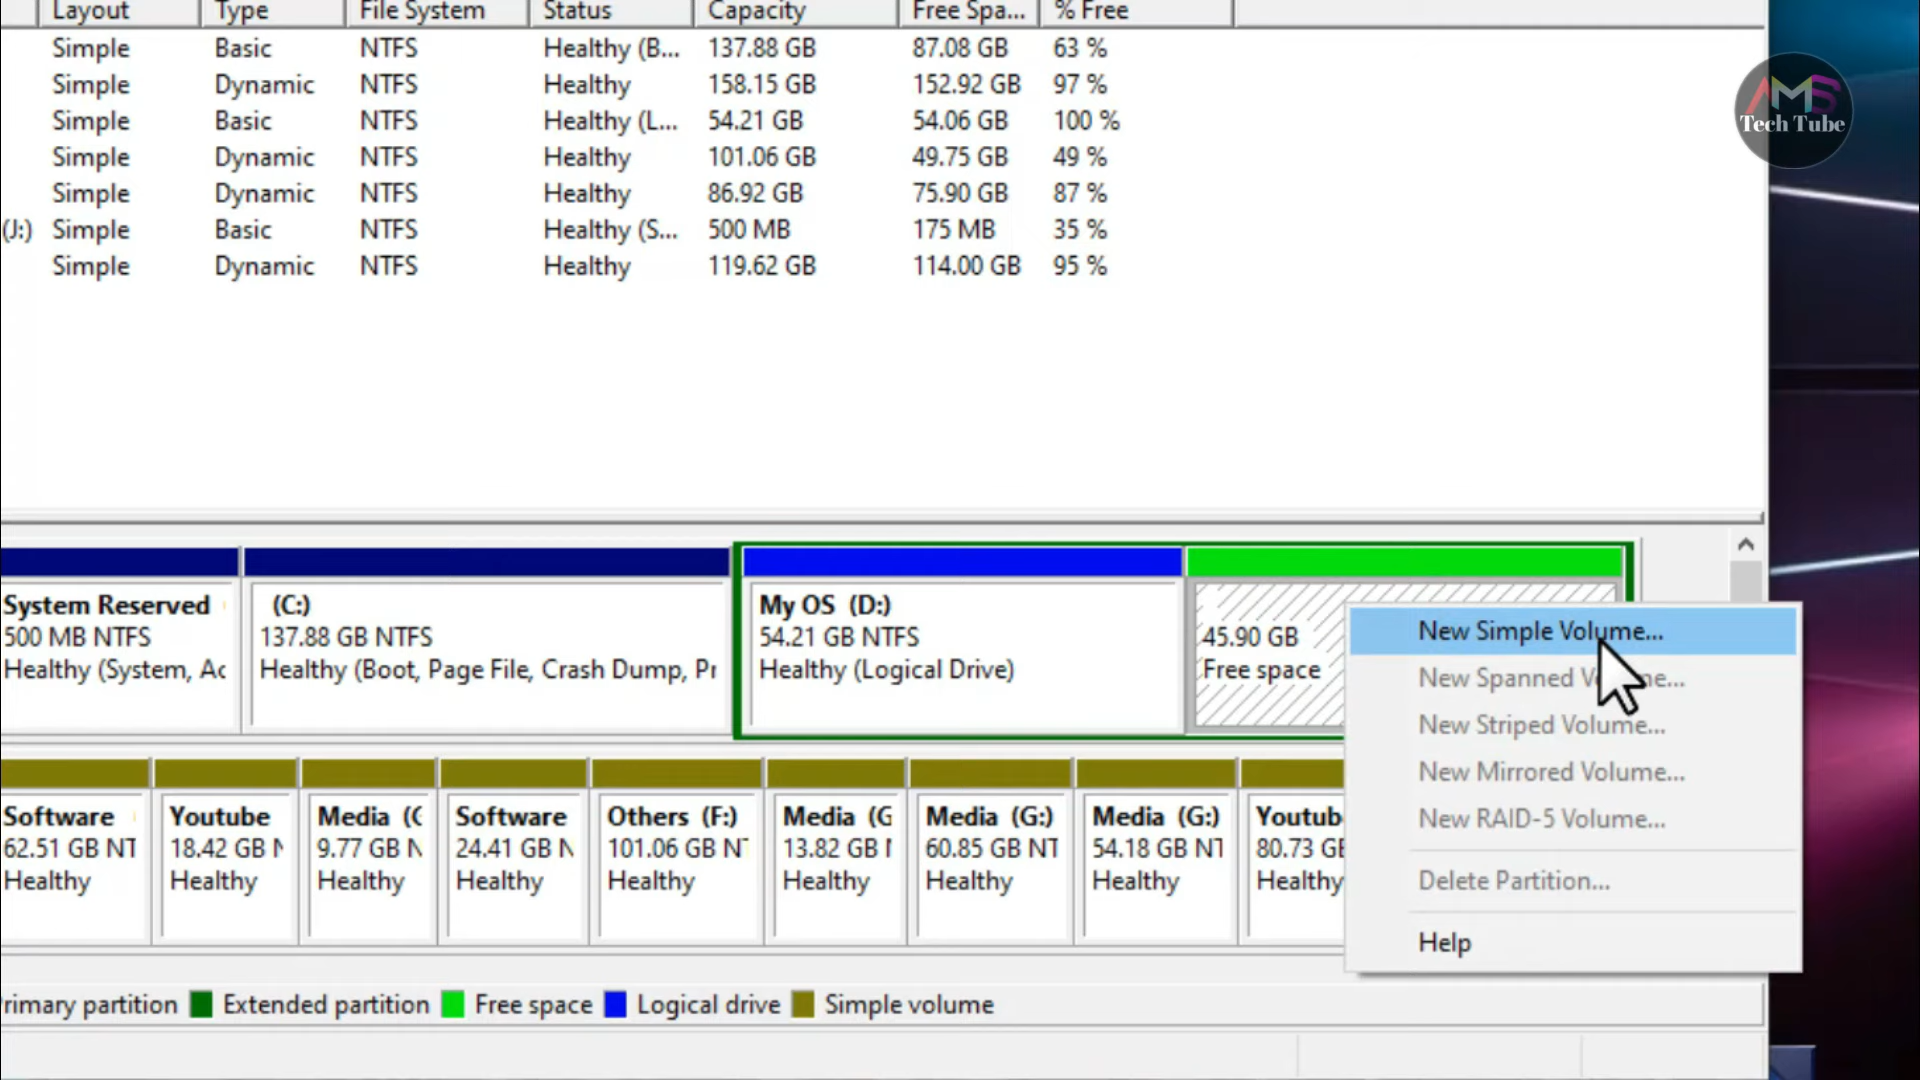 Layout Type File System Status Capacity Free Spa... % Free
Simple Basic NTFS Healthy (B... 137.88 GB 87.08 GB 63 %
Simple Dynamic NTFS Healthy 158.15 GB 152.92 GB 97 %
Simple Basic NTFS Healthy (L... 54.21 GB 54.06 GB 100 %
Simple Dynamic NTFS Healthy 101.06 GB 49.75 GB 49 %
Simple Dynamic NTFS Healthy 86.92 GB 75.90 GB 87 %
(J:) Simple Basic NTFS Healthy (S... 500 MB 175 MB 35 %
Simple Dynamic NTFS Healthy 119.62 GB 114.00 GB 95 %
AMS
Tech Tube
System Reserved
500 MB NTFS
Healthy (System, Ac
(C:)
137.88 GB NTFS
Healthy (Boot, Page File, Crash Dump, Pr
My OS (D:)
54.21 GB NTFS
Healthy (Logical Drive)
45.90 GB
Free space
New Simple Volume...
New Spanned V me...
New Striped Volume...
New Mirrored Volume...
New RAID-5 Volume...
Delete Partition...
Help
Software
62.51 GB NT
Healthy
Youtube
18.42 GB N
Healthy
Media (G
9.77 GB N
Healthy
Software
24.41 GB N
Healthy
Others (F:)
101.06 GB NT
Healthy
Media (G
13.82 GB N
Healthy
Media (G:)
60.85 GB NT
Healthy
Media (G:)
54.18 GB NT
Healthy
Youtub
80.73 GB
Healthy
rimary partition Extended partition Free space Logical drive Simple volume